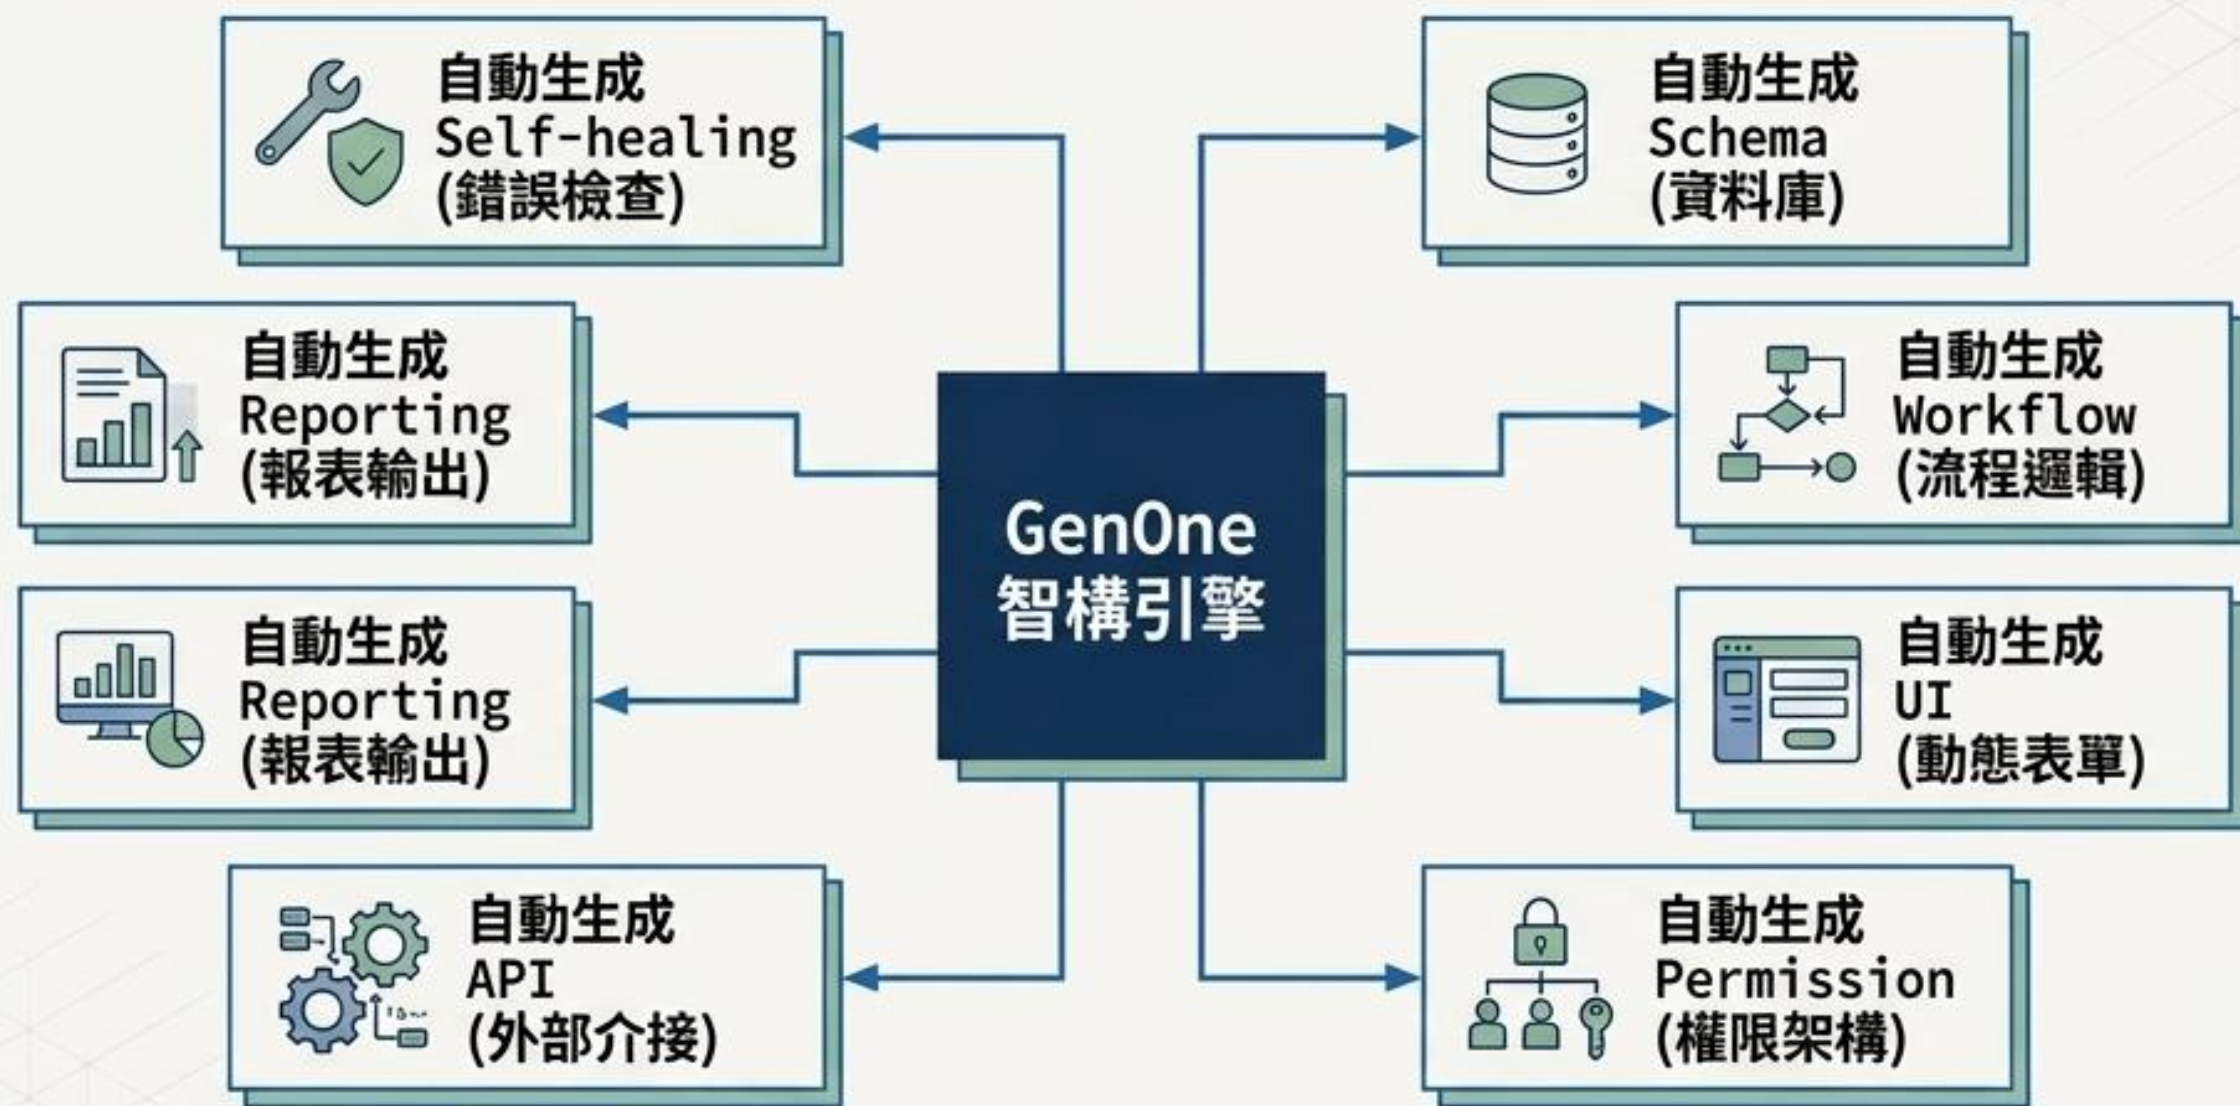 自動生成
Self-healing
(錯誤檢查)
自動生成
Schema
(資料庫)
自動生成
Reporting
(報表輸出)
自動生成
Workflow
(流程邏輯)
GenOne
智構引擎
自動生成
Reporting
(報表輸出)
自動生成
UI
(動態表單)
自動生成
API
(外部介接)
自動生成
Permission
(權限架構)